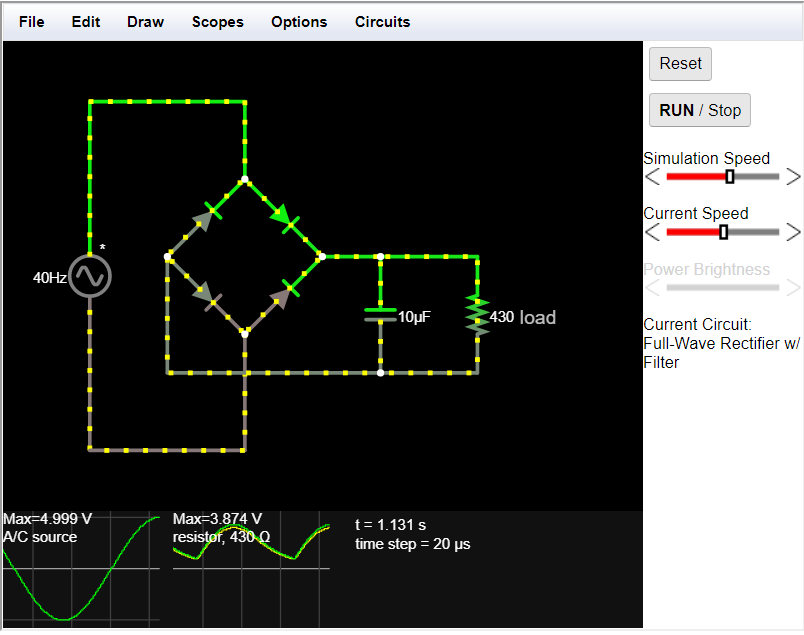 File Edit Draw Scopes Options Circuits
Reset
RUN / Stop
Simulation Speed
Current Speed
Power Brightness
Current Circuit:
Full-Wave Rectifier w/
Filter
*
40Hz
10µF
430 load
Max=4.999 V
A/C source
Max=3.874 V
resistor, 430 Ω
t = 1.131 s
time step = 20 µs